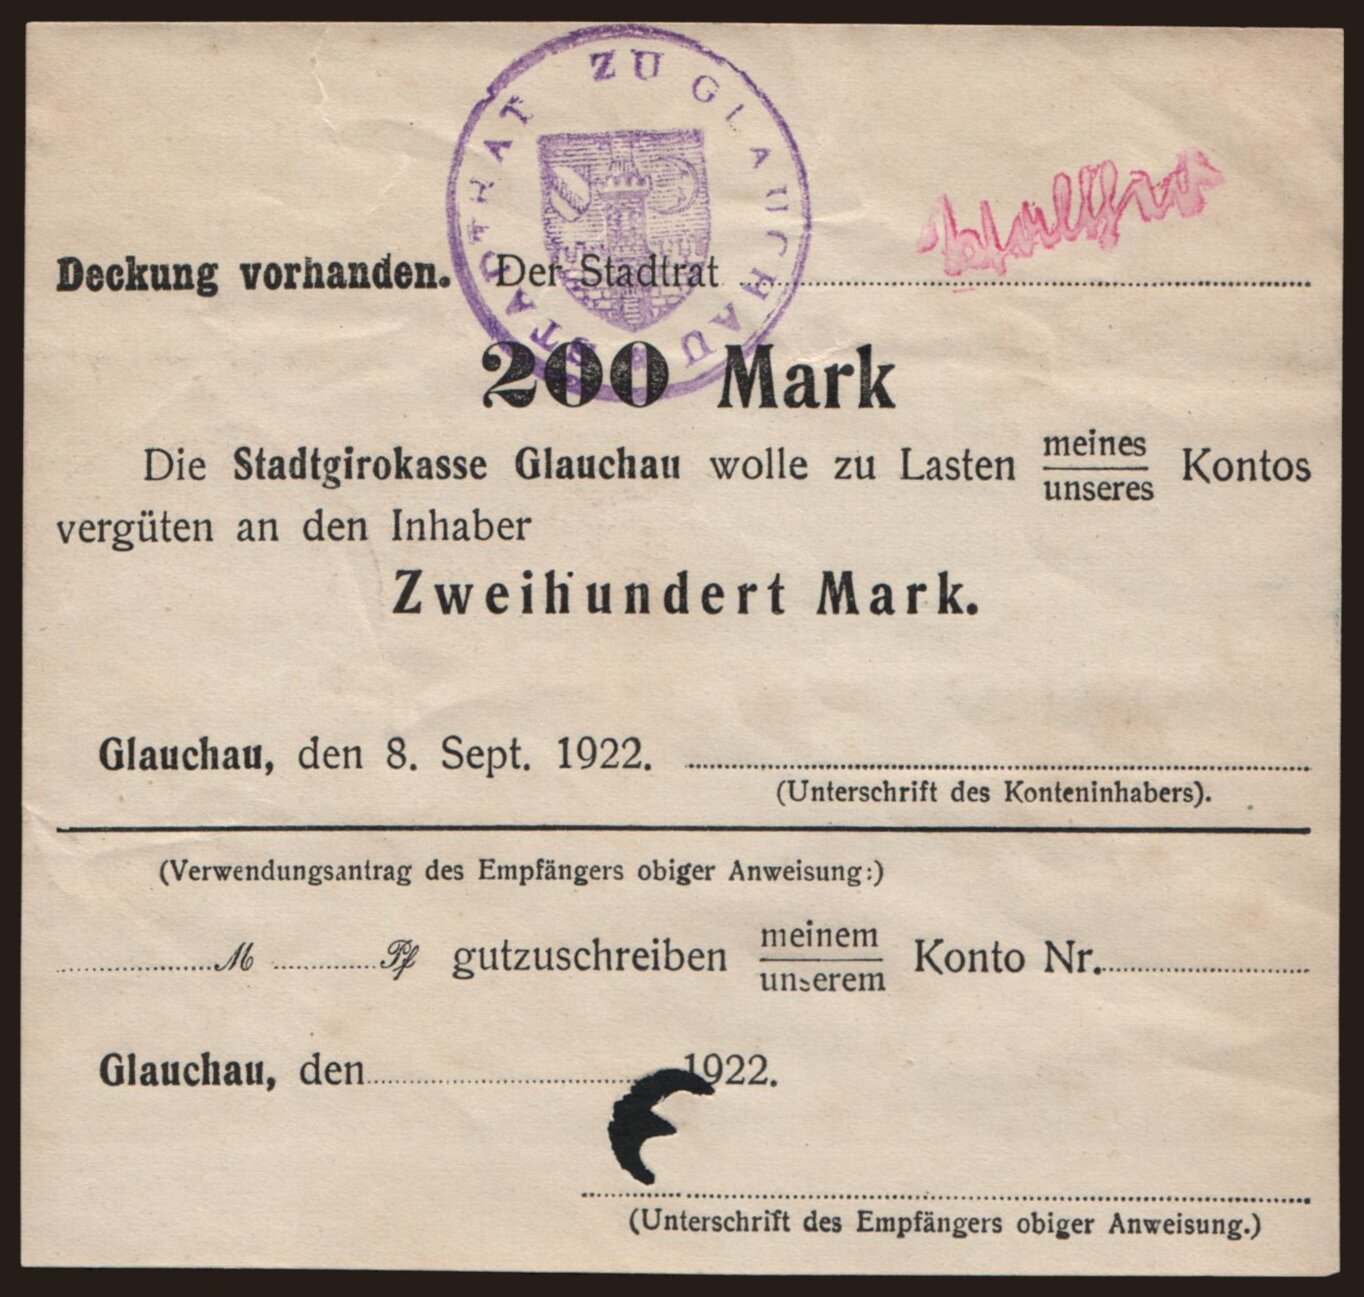 STADTRAT ZU GLAUCHAU
Deckung vorhanden. Der Stadtrat
200 Mark
Die Stadtgirokasse Glauchau wolle zu Lasten meines/unseres Kontos
vergüten an den Inhaber
Zweihundert Mark.
Glauchau, den 8. Sept. 1922.
(Unterschrift des Konteninhabers).
(Verwendungsantrag des Empfängers obiger Anweisung:)
M Pf gutzuschreiben meinem/unserem Konto Nr.
Glauchau, den 1922.
(Unterschrift des Empfängers obiger Anweisung.)